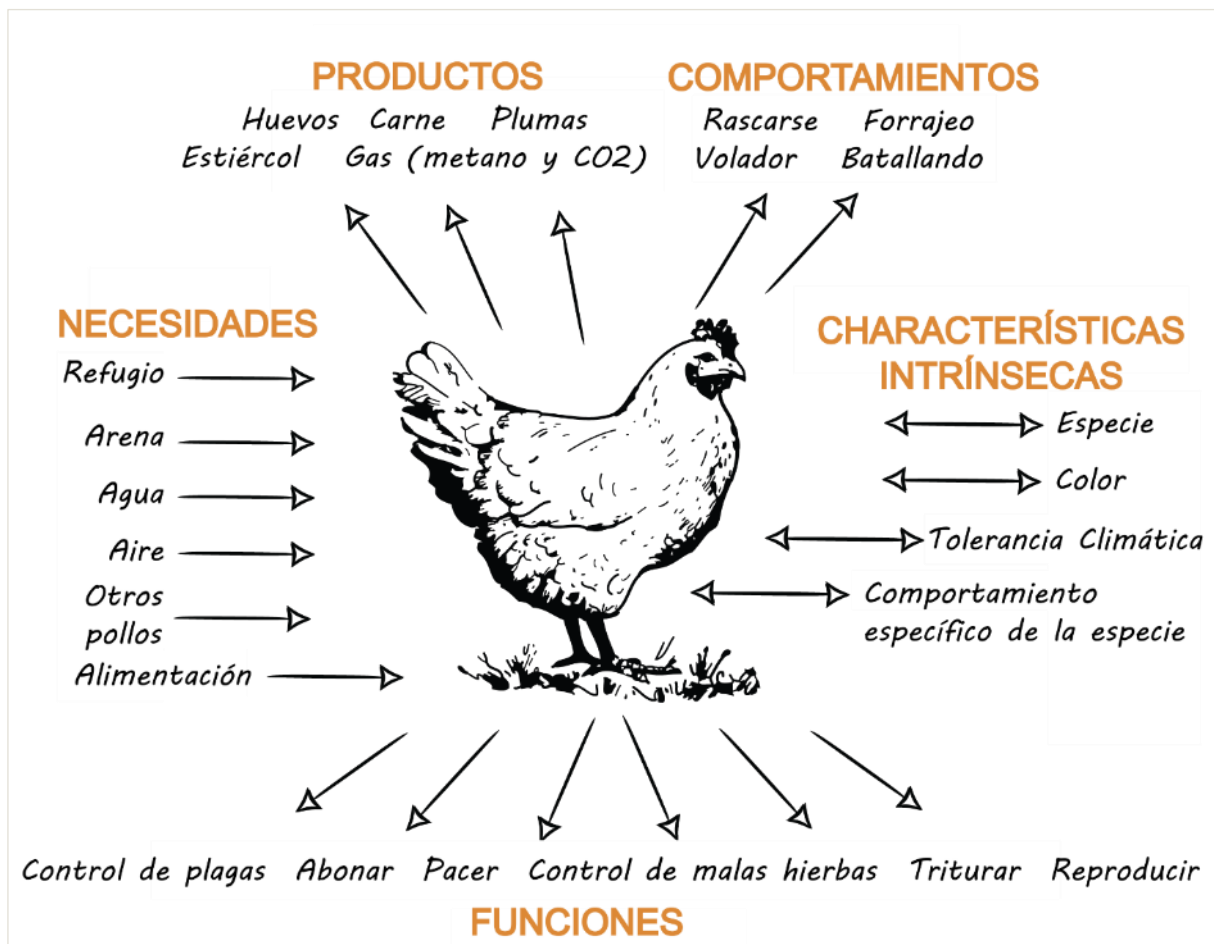 PRODUCTOS
Huevos Carne Plumas
Estiércol Gas (metano y CO2)
COMPORTAMIENTOS
Rascarse Forrajeo
Volador Batallando
NECESIDADES
Refugio
Arena
Agua
Aire
Otros
pollos
Alimentación
CHARACTERÍSTICAS
INTRÍNSECAS
Especie
Color
Tolerancia Climática
Comportamiento
específico de la especie
Control de plagas Abonar Pacer Control de malas hierbas Triturar Reproducir
FUNCIONES